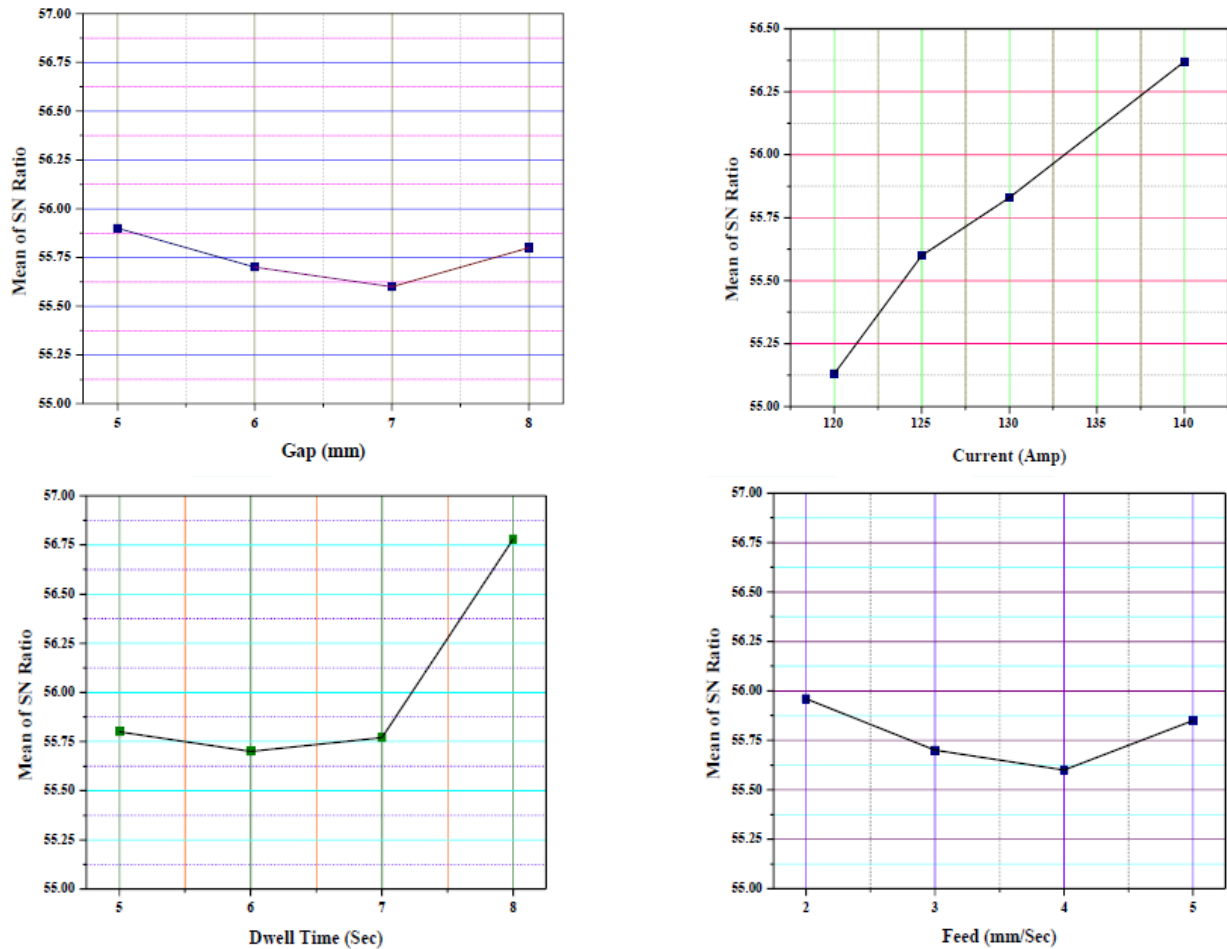 57.00
56.75
56.50
56.25
56.00
55.75
55.50
55.25
55.00
Mean of SN Ratio
5 6 7 8
Gap (mm)
56.50
56.25
56.00
55.75
55.50
55.25
55.00
Mean of SN Ratio
120 125 130 135 140
Current (Amp)
57.00
56.75
56.50
56.25
56.00
55.75
55.50
55.25
55.00
Mean of SN Ratio
5 6 7 8
Dwell Time (Sec)
57.00
56.75
56.50
56.25
56.00
55.75
55.50
55.25
55.00
Mean of SN Ratio
2 3 4 5
Feed (mm/Sec)